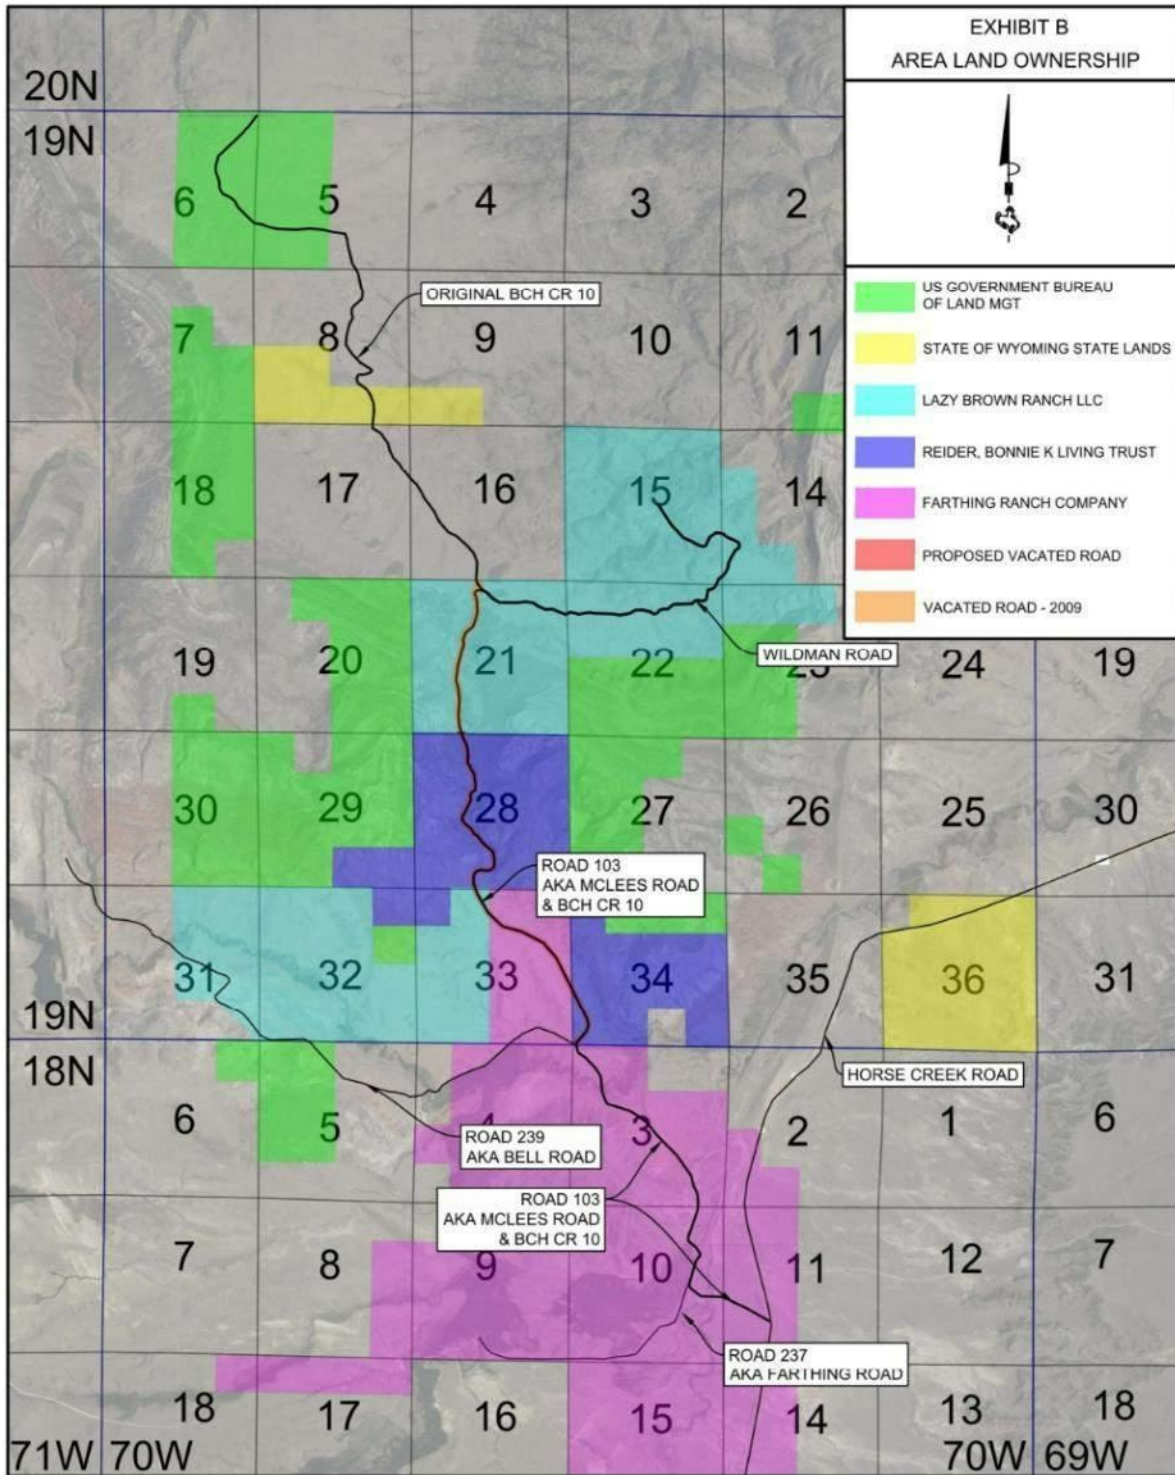 EXHIBIT B
AREA LAND OWNERSHIP
US GOVERNMENT BUREAU
OF LAND MGT
STATE OF WYOMING STATE LANDS
LAZY BROWN RANCH LLC
REIDER, BONNIE K LIVING TRUST
FARTHING RANCH COMPANY
PROPOSED VACATED ROAD
VACATED ROAD - 2009
20N
19N
6 5 4 3 2
ORIGINAL BCH CR 10
7 8 9 10 11
18 17 16 15 14
WILDMAN ROAD
19 20 21 22 23 24 19
30 29 28 27 26 25 30
ROAD 103
AKA MCLEES ROAD
& BCH CR 10
31 32 33 34 35 36 31
19N
18N
HORSE CREEK ROAD
6 5 4 3 2 1 6
ROAD 239
AKA BELL ROAD
ROAD 103
AKA MCLEES ROAD
& BCH CR 10
7 8 9 10 11 12 7
ROAD 237
AKA FARTHING ROAD
18 17 16 15 14 13 18
71W 70W 70W 69W